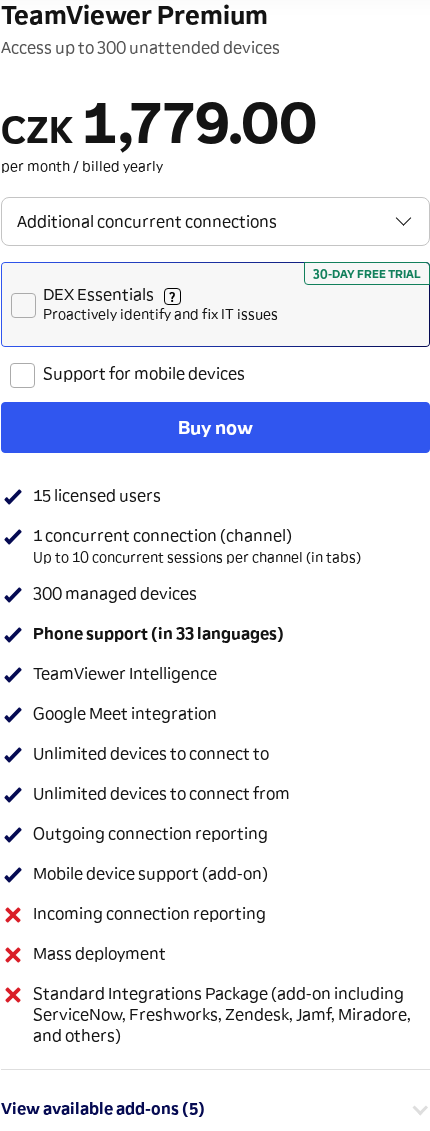 TeamViewer Premium
Access up to 300 unattended devices
CZK 1,779.00
per month / billed yearly
Additional concurrent connections
30-DAY FREE TRIAL
DEX Essentials ?
Proactively identify and fix IT issues
Support for mobile devices
Buy now
15 licensed users
1 concurrent connection (channel)
Up to 10 concurrent sessions per channel (in tabs)
300 managed devices
Phone support (in 33 languages)
TeamViewer Intelligence
Google Meet integration
Unlimited devices to connect to
Unlimited devices to connect from
Outgoing connection reporting
Mobile device support (add-on)
Incoming connection reporting
Mass deployment
Standard Integrations Package (add-on including
ServiceNow, Freshworks, Zendesk, Jamf, Miradore,
and others)
View available add-ons (5)